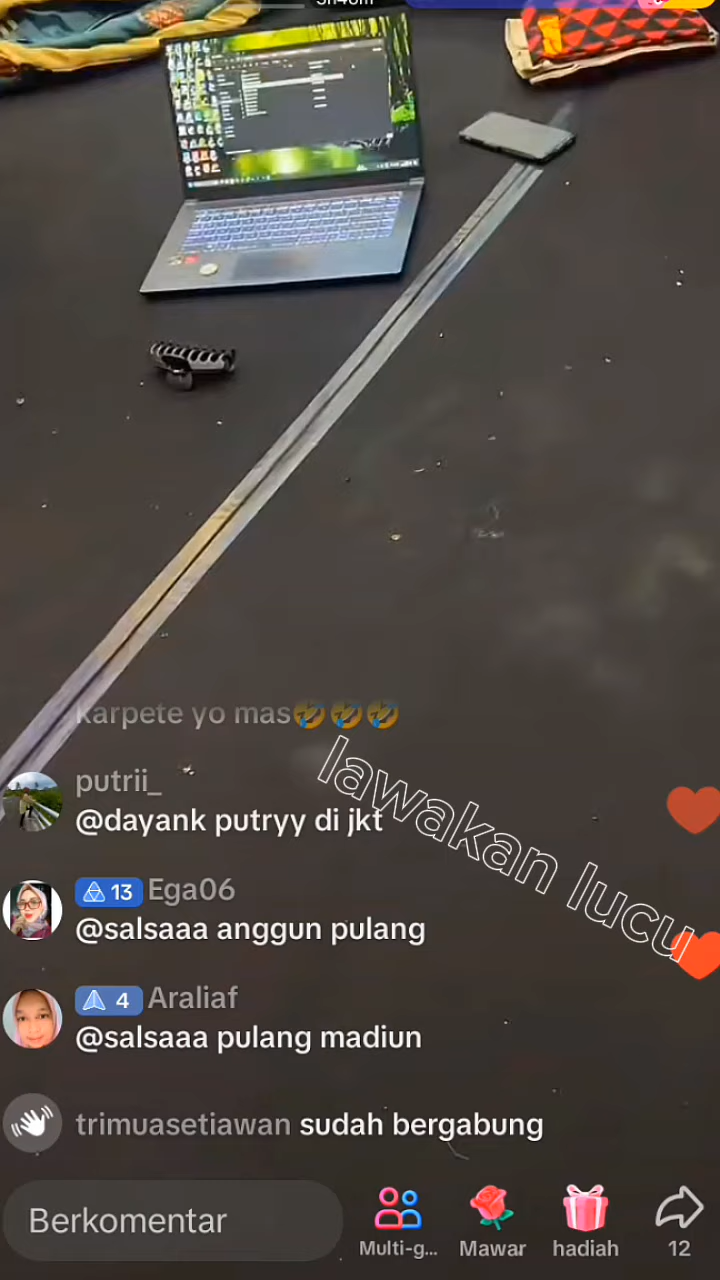 karpete yo mas🤣🤣🤣
putrii_
@dayank putryy di jkt
lawakan lucu
13 Ega06
@salsaaa anggun pulang
4 Araliaf
@salsaaa pulang madiun
trimuasetiawan sudah bergabung
Berkomentar
Multi-g...
Mawar
hadiah
12